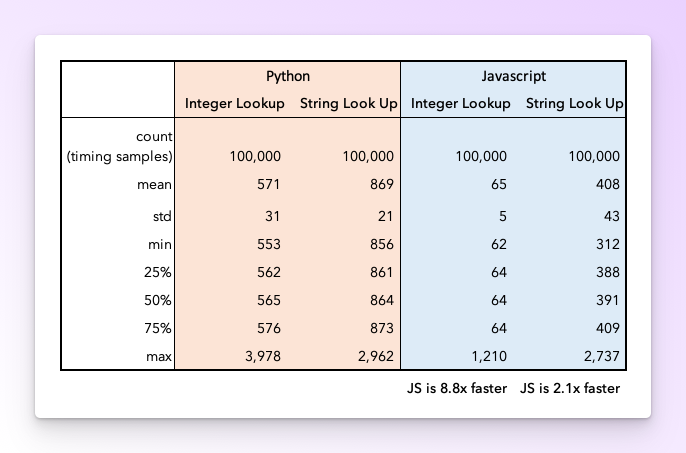 Python Javascript
Integer Lookup String Look Up Integer Lookup String Look Up
count
(timing samples) 100,000 100,000 100,000 100,000
mean 571 869 65 408
std 31 21 5 43
min 553 856 62 312
25% 562 861 64 388
50% 565 864 64 391
75% 576 873 64 409
max 3,978 2,962 1,210 2,737
JS is 8.8x faster JS is 2.1x faster